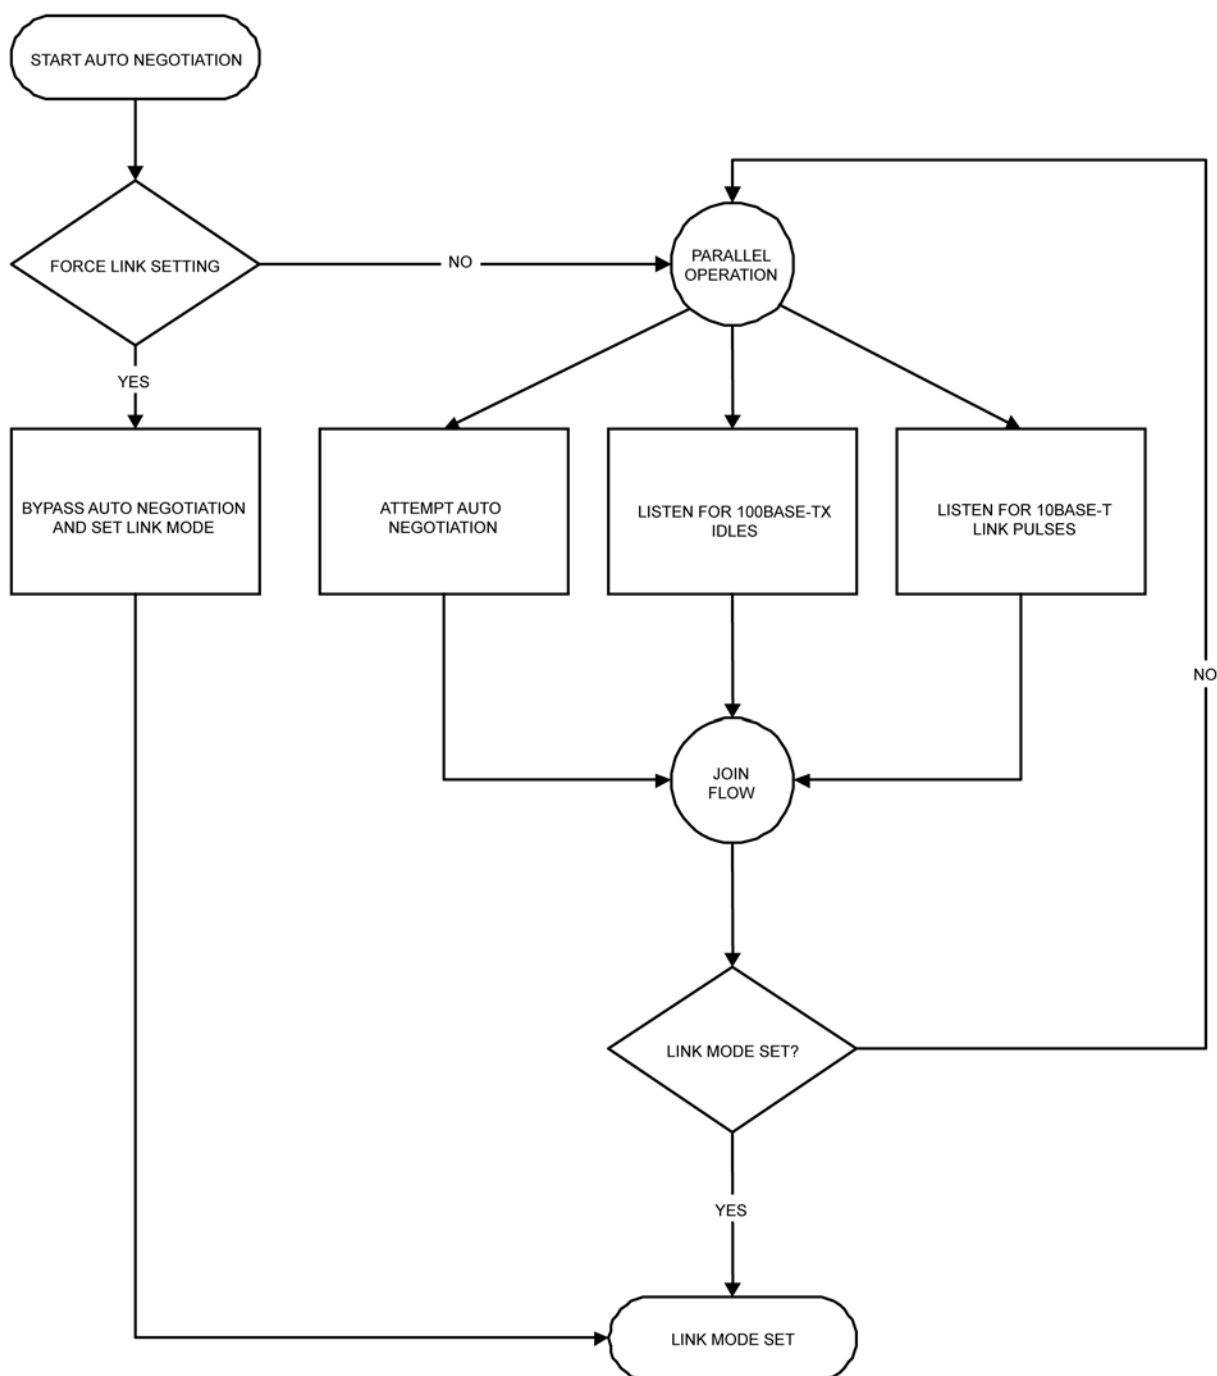 START AUTO NEGOTIATION
FORCE LINK SETTING
NO
PARALLEL
OPERATION
YES
BYPASS AUTO NEGOTIATION
AND SET LINK MODE
ATTEMPT AUTO
NEGOTIATION
LISTEN FOR 100BASE-TX
IDLES
LISTEN FOR 10BASE-T
LINK PULSES
NO
JOIN
FLOW
LINK MODE SET?
YES
LINK MODE SET